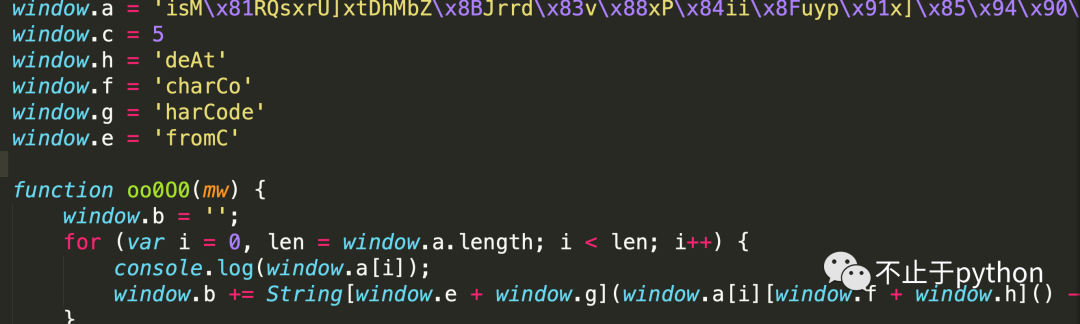 window.a = 'isM\x81RQsxrU]xtDhMbZ\x8BJrrd\x83v\x88xP\x84ii\x8Fuyp\x91x]\x85\x94\x90\
window.c = 5
window.h = 'deAt'
window.f = 'charCo'
window.g = 'harCode'
window.e = 'fromC'
function oo0O0(mw) {
window.b = '';
for (var i = 0, len = window.a.length; i < len; i++) {
console.log(window.a[i]);
window.b += String[window.e + window.g](window.a[i][window.f + window.h]() -
}
不止于python